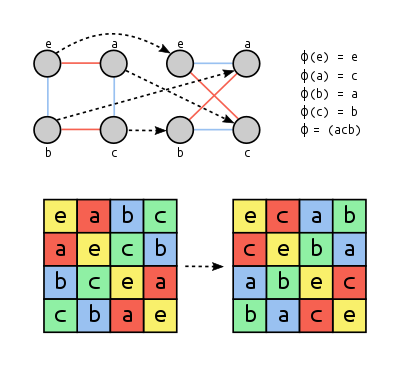 e a e a
b c b c
ϕ(e) = e
ϕ(a) = c
ϕ(b) = a
ϕ(c) = b
ϕ = (acb)
e a b c
a e c b
b c e a
c b a e
e c a b
c e b a
a b e c
b a c e